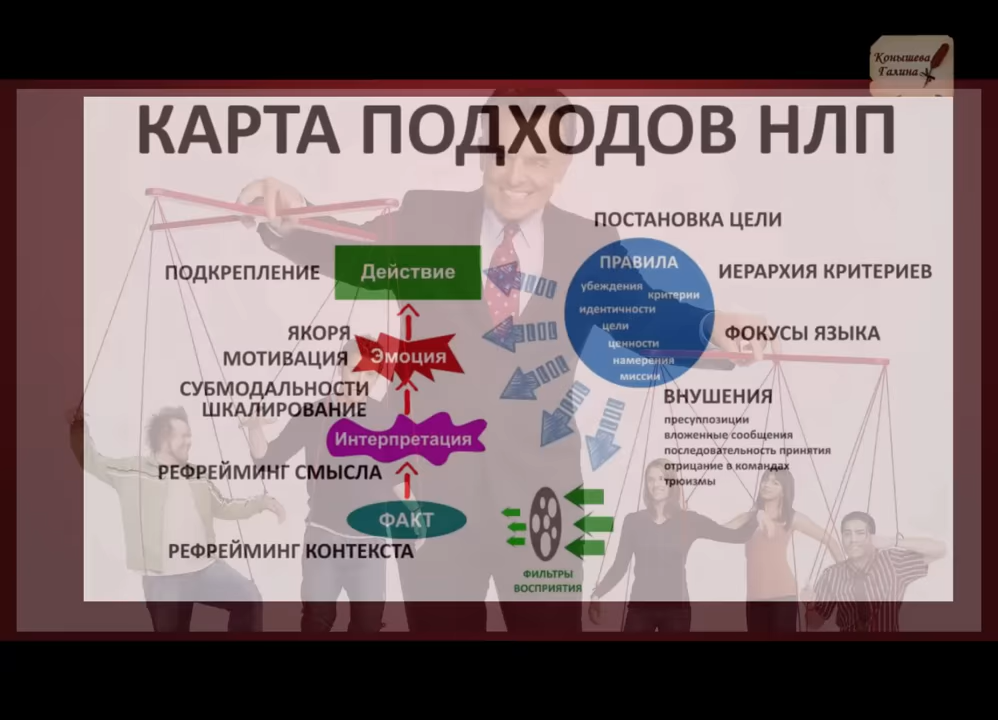 Конышева
Галина
КАРТА ПОДХОДОВ НЛП
ПОСТАНОВКА ЦЕЛИ
ПОДКРЕПЛЕНИЕ
Действие
ПРАВИЛА
убеждения
критерии
идентичности
цели
ценности
намерения
миссии
ИЕРАРХИЯ КРИТЕРИЕВ
ФОКУСЫ ЯЗЫКА
ЯКОРЯ
МОТИВАЦИЯ
Эмоция
СУБМОДАЛЬНОСТИ
ШКАЛИРОВАНИЕ
ВНУШЕНИЯ
пресуппозиции
вложенные сообщения
последовательность принятия
отрицание в командах
трюизмы
Интерпретация
РЕФРЕЙМИНГ СМЫСЛА
ФАКТ
РЕФРЕЙМИНГ КОНТЕКСТА
ФИЛЬТРЫ
ВОСПРИЯТИЯ